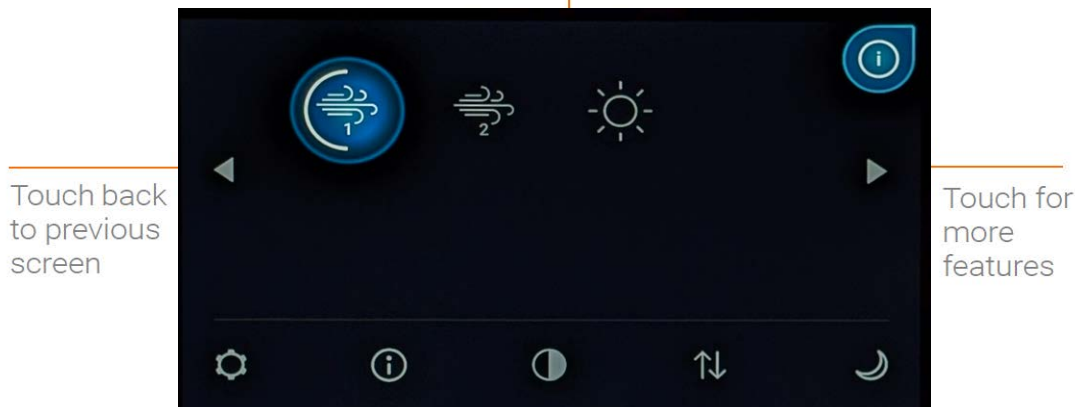 1
2
Touch back
to previous
screen
Touch for
more
features